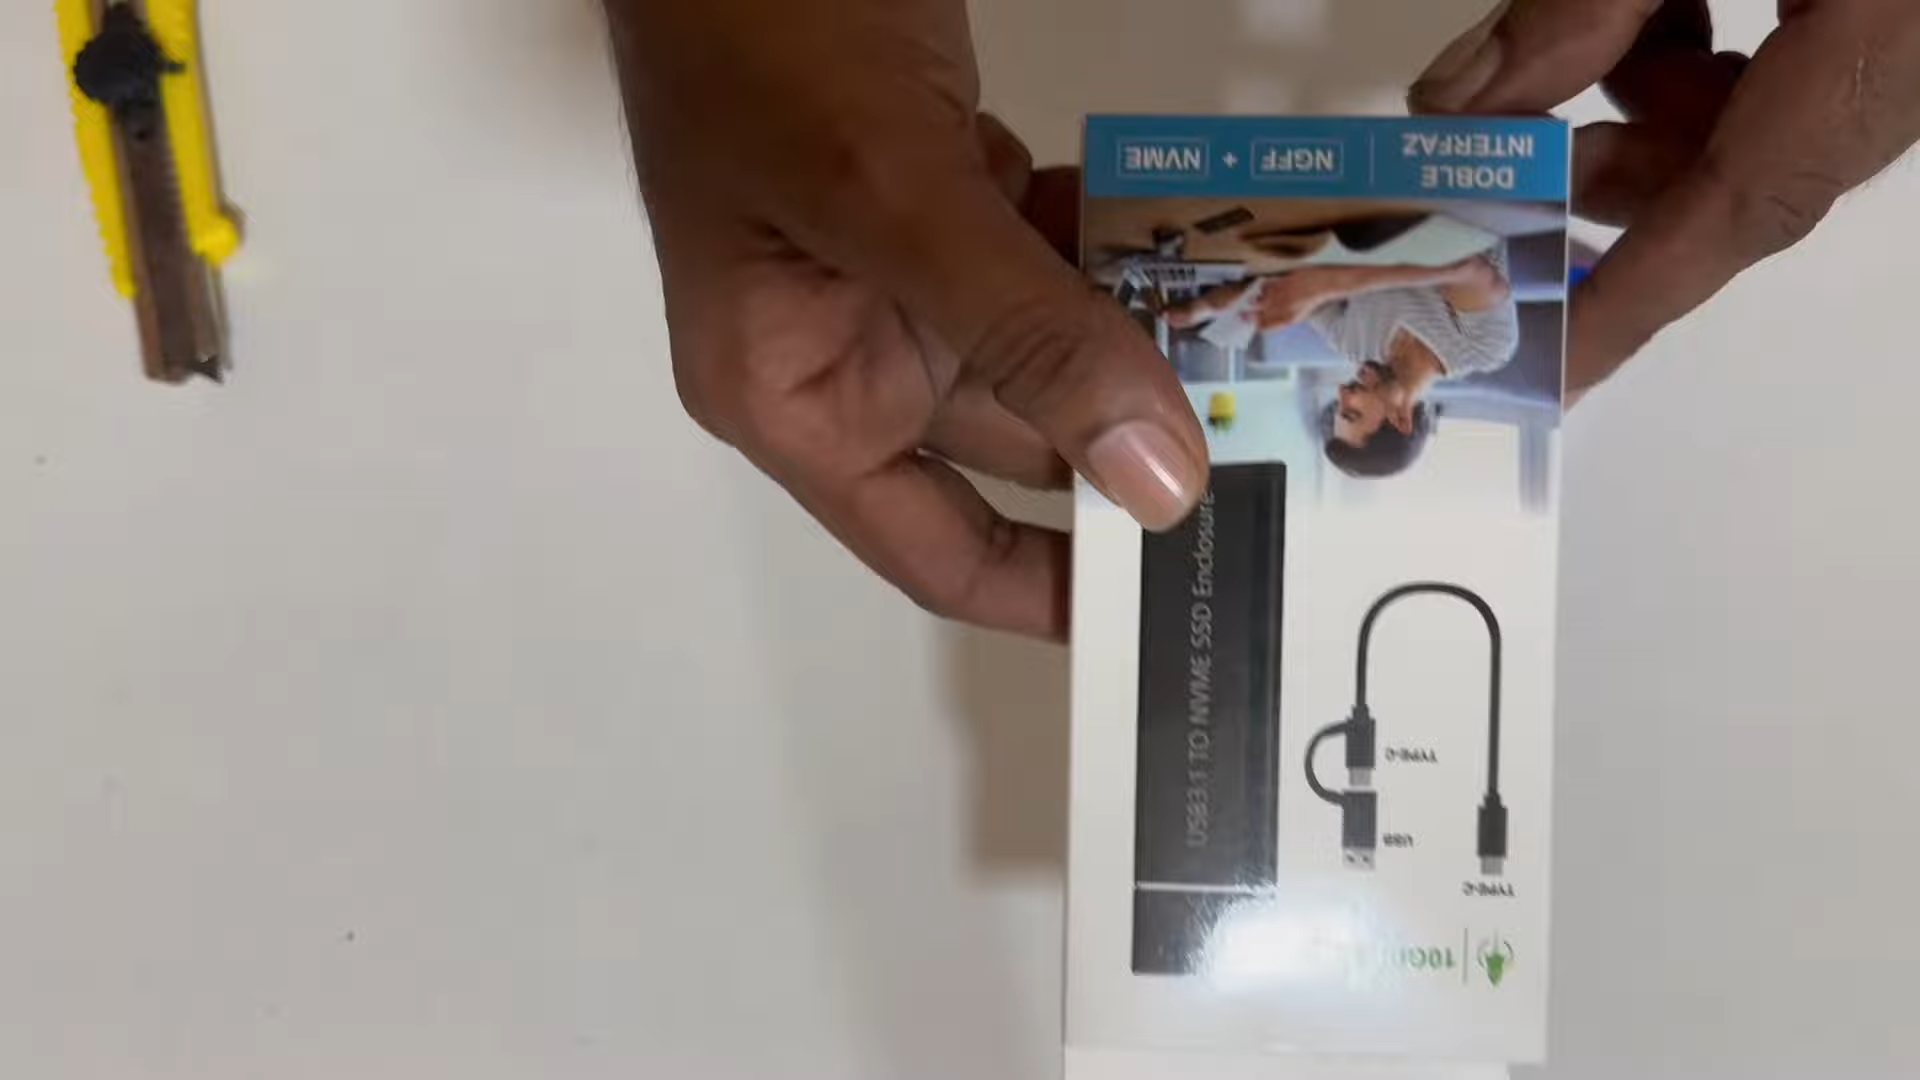 DOBLE
INTERFAZ
NGFF + NVME
USB3.1 TO NVME SSD Enclosure
TYPE-C
USB
TYPE-C